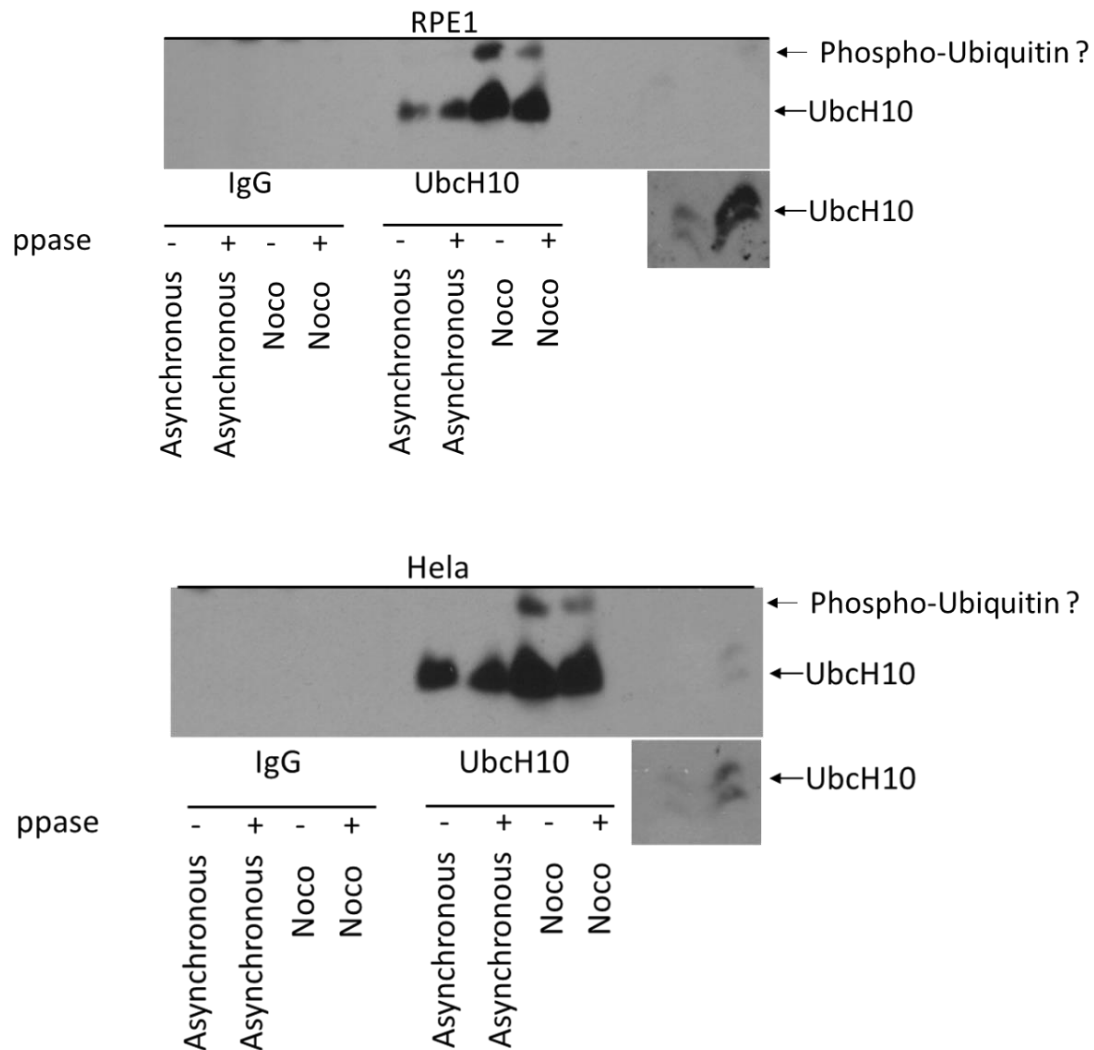 RPE1
Phospho-Ubiquitin ?
UbcH10
IgG UbcH10
UbcH10
ppase - + - + - + - +
Asynchronous Asynchronous Noco Noco Asynchronous Asynchronous Noco Noco
Hela
Phospho-Ubiquitin ?
UbcH10
IgG UbcH10
UbcH10
ppase - + - + - + - +
Asynchronous Asynchronous Noco Noco Asynchronous Asynchronous Noco Noco